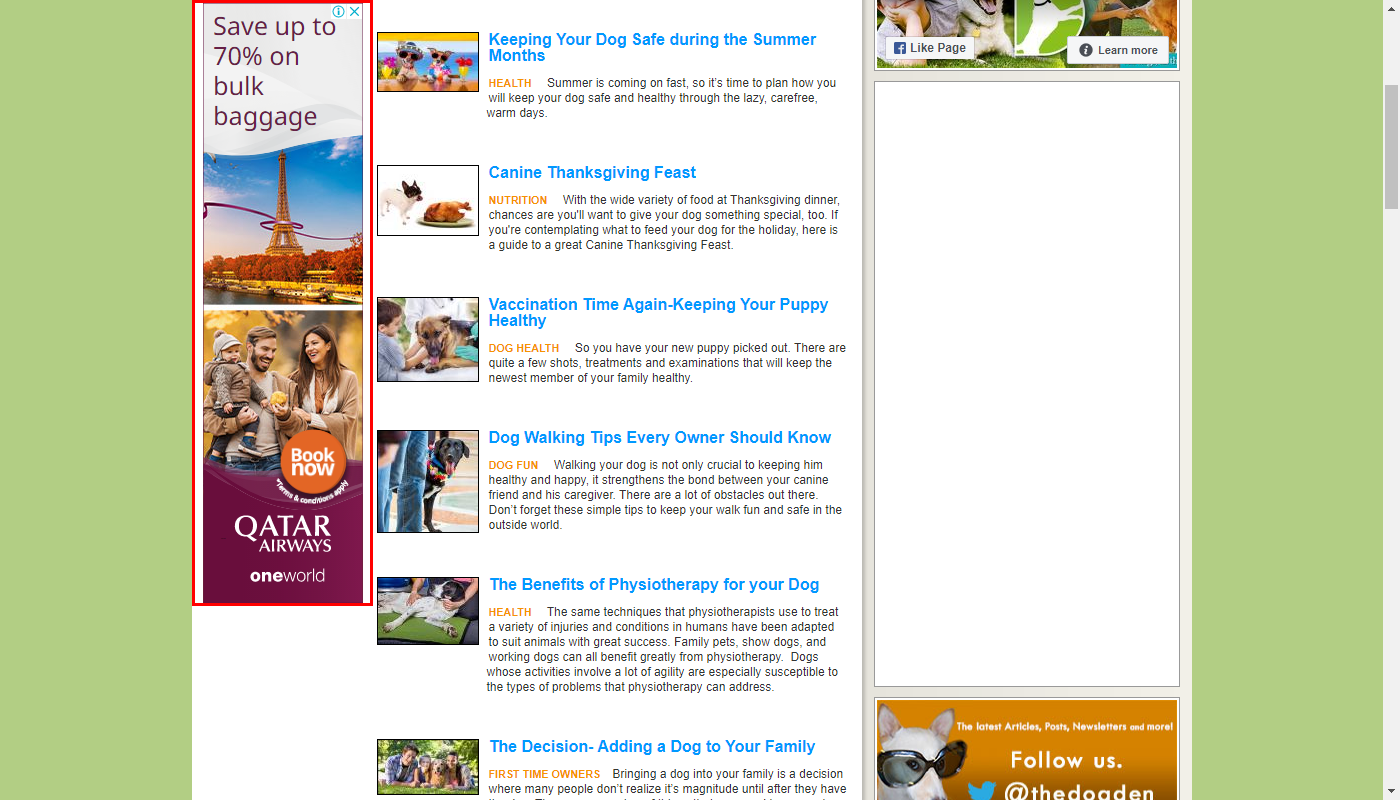 Save up to
70% on
bulk
baggage
Book
now
*Terms & conditions apply
QATAR
AIRWAYS
oneworld
Keeping Your Dog Safe during the Summer
Months
HEALTH Summer is coming on fast, so it's time to plan how you
will keep your dog safe and healthy through the lazy, carefree,
warm days.
Canine Thanksgiving Feast
NUTRITION With the wide variety of food at Thanksgiving dinner,
chances are you'll want to give your dog something special, too. If
you're contemplating what to feed your dog for the holiday, here is
a guide to a great Canine Thanksgiving Feast.
Vaccination Time Again-Keeping Your Puppy
Healthy
DOG HEALTH So you have your new puppy picked out. There are
quite a few shots, treatments and examinations that will keep the
newest member of your family healthy.
Dog Walking Tips Every Owner Should Know
DOG FUN Walking your dog is not only crucial to keeping him
healthy and happy, it strengthens the bond between your canine
friend and his caregiver. There are a lot of obstacles out there.
Don't forget these simple tips to keep your walk fun and safe in the
outside world.
The Benefits of Physiotherapy for your Dog
HEALTH The same techniques that physiotherapists use to treat
a variety of injuries and conditions in humans have been adapted
to suit animals with great success. Family pets, show dogs, and
working dogs can all benefit greatly from physiotherapy. Dogs
whose activities involve a lot of agility are especially susceptible to
the types of problems that physiotherapy can address.
The Decision- Adding a Dog to Your Family
FIRST TIME OWNERS Bringing a dog into your family is a decision
where many people don't realize it's magnitude until after they have
Like Page
Learn more
The latest Articles, Posts, Newsletters and more!
Follow us.
@thedogden